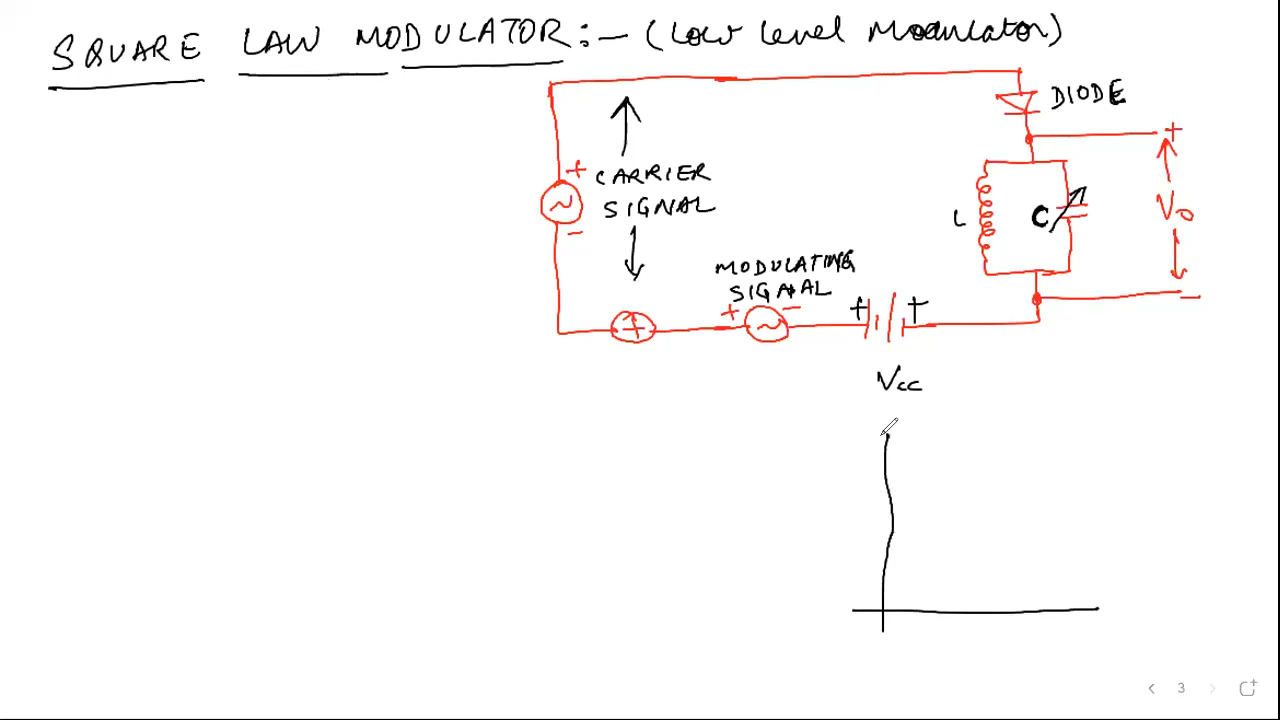 SQUARE LAW MODULATOR:- (Low Level Modulator)
DIODE
+
+
CARRIER
SIGNAL
-
L
C
Vo
MODULATING
SIGNAL
+
-
+
+
-
+
Vcc
3